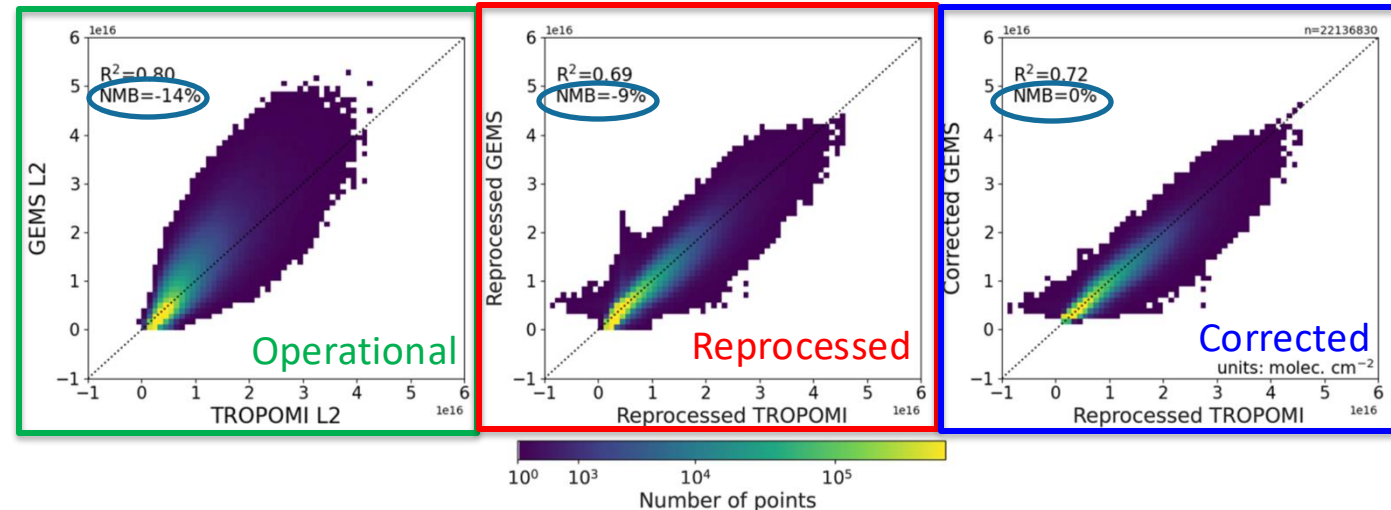 1e16
6
5
4
3
2
1
0
−1
R²=0.80
NMB=-14%
GEMS L2
Operational
−1 0 1 2 3 4 5 6
1e16
TROPOMI L2
1e16
6
5
4
3
2
1
0
−1
R²=0.69
NMB=-9%
Reprocessed GEMS
Reprocessed
−1 0 1 2 3 4 5 6
1e16
Reprocessed TROPOMI
1e16
n=22136830
6
5
4
3
2
1
0
−1
R²=0.72
NMB=0%
Corrected GEMS
Corrected
units: molec. cm⁻²
−1 0 1 2 3 4 5 6
1e16
Reprocessed TROPOMI
10⁰ 10³ 10⁴ 10⁵
Number of points